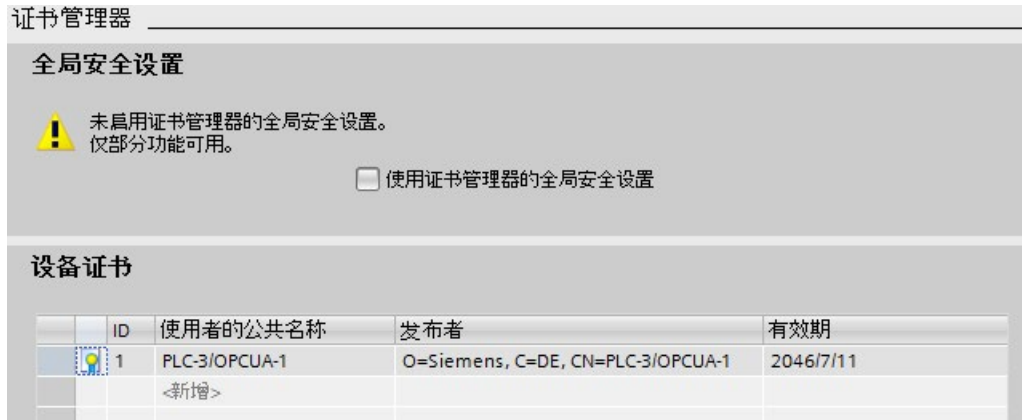 证书管理器
全局安全设置
未启用证书管理器的全局安全设置。
仅部分功能可用。
使用证书管理器的全局安全设置
设备证书
ID 使用者的公共名称 发布者 有效期
1 PLC-3/OPCUA-1 O=Siemens, C=DE, CN=PLC-3/OPCUA-1 2046/7/11
<新增>